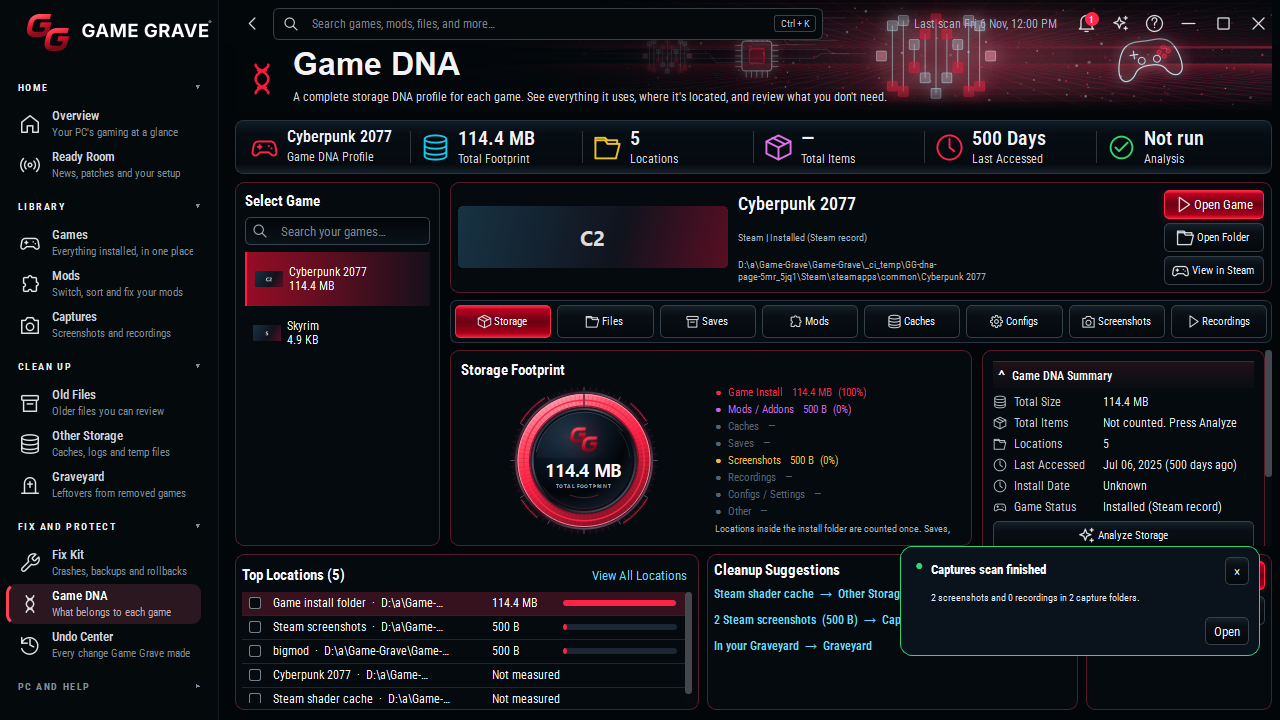 GAME GRAVE
Search games, mods, files, and more...
Ctrl + K
Last scan Fri 6 Nov, 12:00 PM
1
Game DNA
A complete storage DNA profile for each game. See everything it uses, where it's located, and review what you don't need.
HOME
Overview
Your PC's gaming at a glance
Ready Room
News, patches and your setup
LIBRARY
Games
Everything installed, in one place
Mods
Switch, sort and fix your mods
Captures
Screenshots and recordings
CLEAN UP
Old Files
Older files you can review
Other Storage
Caches, logs and temp files
Graveyard
Leftovers from removed games
FIX AND PROTECT
Fix Kit
Crashes, backups and rollbacks
Game DNA
What belongs to each game
Undo Center
Every change Game Grave made
PC AND HELP
Cyberpunk 2077
Game DNA Profile
114.4 MB
Total Footprint
5
Locations
—
Total Items
500 Days
Last Accessed
Not run
Analysis
Select Game
Search your games...
C2
Cyberpunk 2077
114.4 MB
S
Skyrim
4.9 KB
C2
Cyberpunk 2077
Steam | Installed (Steam record)
D:\a\Game-Grave\Game-Grave\_ci_temp\GG-dna-
page-5mr_5jq1\Steam\steamapps\common\Cyberpunk 2077
Open Game
Open Folder
View in Steam
Storage
Files
Saves
Mods
Caches
Configs
Screenshots
Recordings
Storage Footprint
114.4 MB
TOTAL FOOTPRINT
Game Install 114.4 MB (100%)
Mods / Addons 500 B (0%)
Caches —
Saves —
Screenshots 500 B (0%)
Recordings —
Configs / Settings —
Other —
Locations inside the install folder are counted once. Saves,
Game DNA Summary
Total Size 114.4 MB
Total Items Not counted. Press Analyze
Locations 5
Last Accessed Jul 06, 2025 (500 days ago)
Install Date Unknown
Game Status Installed (Steam record)
Analyze Storage
Top Locations (5)
View All Locations
Game install folder · D:\a\Game-... 114.4 MB
Steam screenshots · D:\a\Game-... 500 B
bigmod · D:\a\Game-Grave\Game-... 500 B
Cyberpunk 2077 · D:\a\Game-... Not measured
Steam shader cache · D:\a\Game-... Not measured
Cleanup Suggestions
Steam shader cache → Other Storag
2 Steam screenshots (500 B) → Cap
In your Graveyard → Graveyard
Captures scan finished
x
2 screenshots and 0 recordings in 2 capture folders.
Open